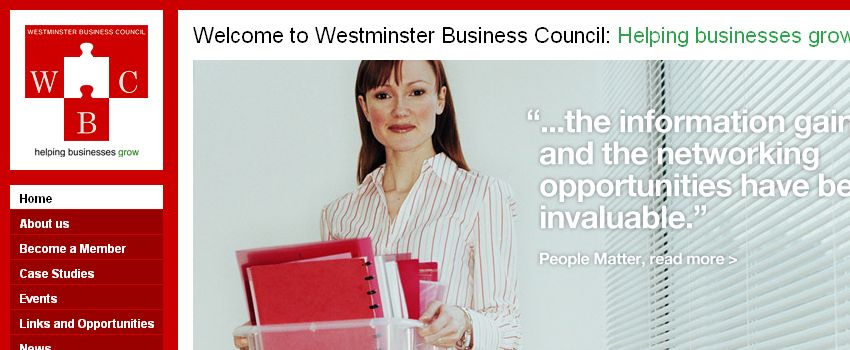 WESTMINSTER BUSINESS COUNCIL
W C
B
helping businesses grow
Home
About us
Become a Member
Case Studies
Events
Links and Opportunities
News
Welcome to Westminster Business Council: Helping businesses grow
“...the information gain
and the networking
opportunities have be
invaluable.”
People Matter, read more >